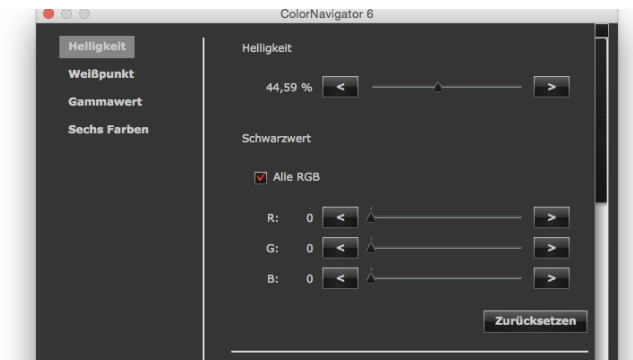 ColorNavigator 6
Helligkeit
Weißpunkt
Gammawert
Sechs Farben
Helligkeit
44,59 % < >
Schwarzwert
Alle RGB
R: 0 < >
G: 0 < >
B: 0 < >
Zurücksetzen